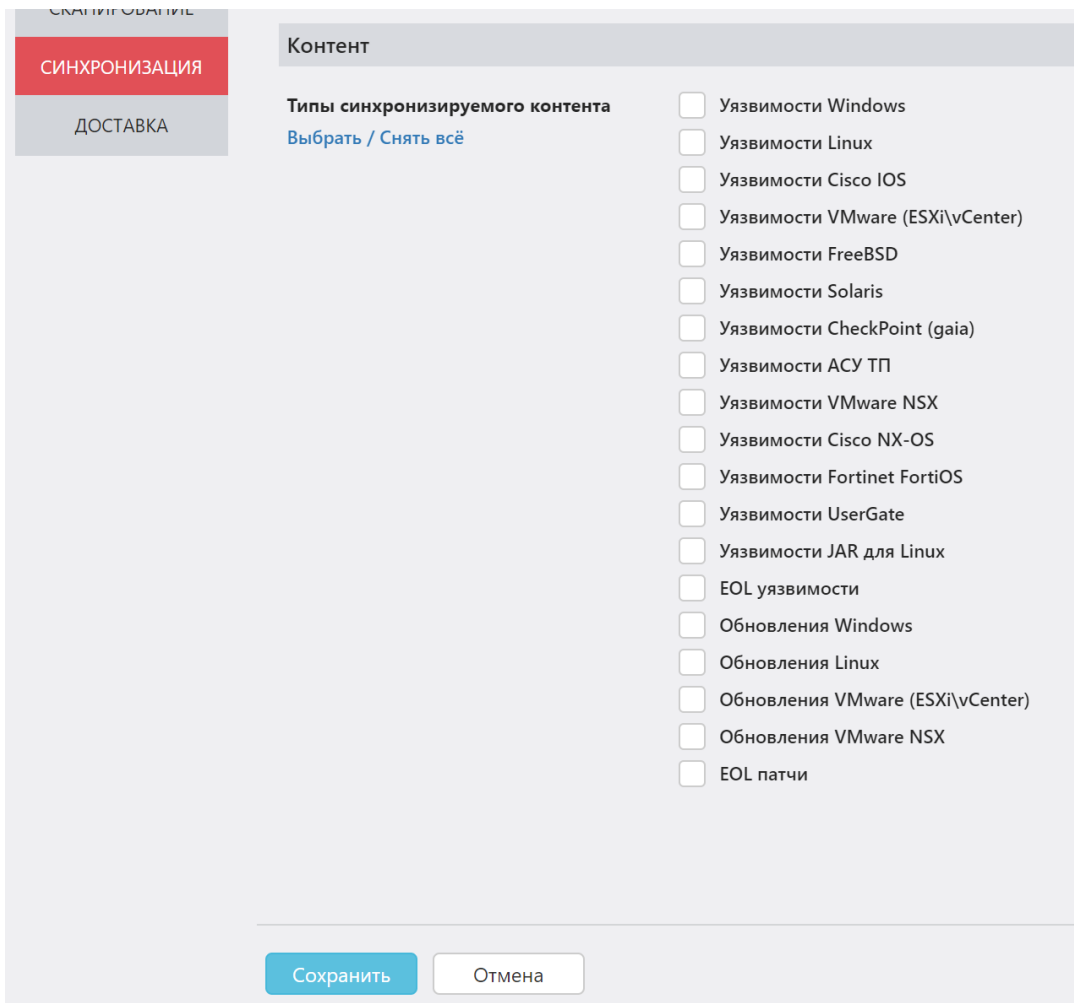 СКАНИРОВАНИЕ
СИНХРОНИЗАЦИЯ
ДОСТАВКА
Контент
Типы синхронизируемого контента
Выбрать / Снять всё
Уязвимости Windows
Уязвимости Linux
Уязвимости Cisco IOS
Уязвимости VMware (ESXi\vCenter)
Уязвимости FreeBSD
Уязвимости Solaris
Уязвимости CheckPoint (gaia)
Уязвимости АСУ ТП
Уязвимости VMware NSX
Уязвимости Cisco NX-OS
Уязвимости Fortinet FortiOS
Уязвимости UserGate
Уязвимости JAR для Linux
EOL уязвимости
Обновления Windows
Обновления Linux
Обновления VMware (ESXi\vCenter)
Обновления VMware NSX
EOL патчи
Сохранить
Отмена